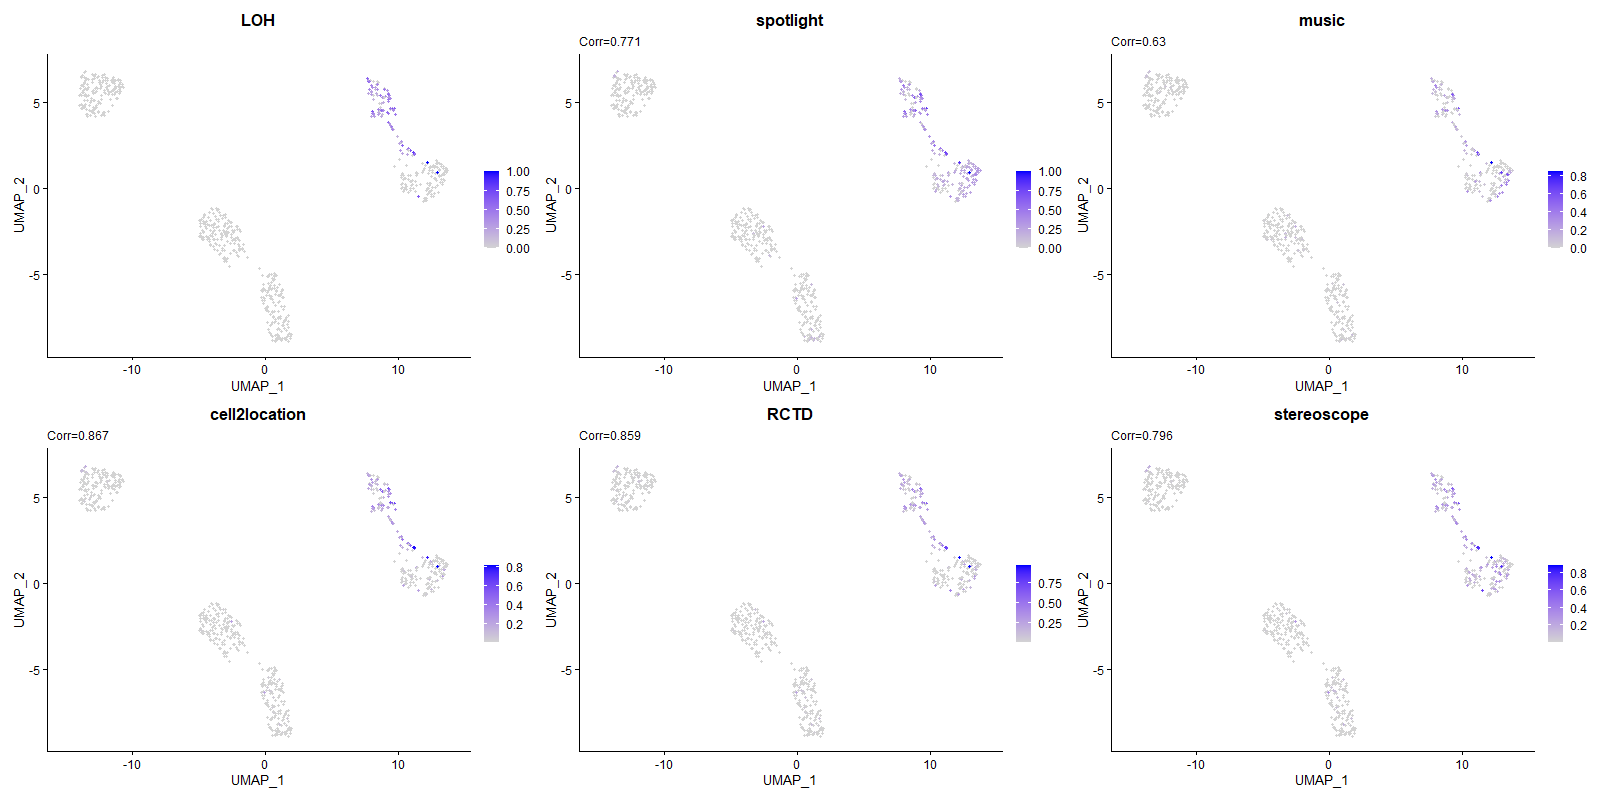 LOH
5
0
-5
UMAP_2
-10
0
10
UMAP_1
1.00
0.75
0.50
0.25
0.00
spotlight
Corr=0.771
5
0
-5
UMAP_2
-10
0
10
UMAP_1
1.00
0.75
0.50
0.25
0.00
music
Corr=0.63
5
0
-5
UMAP_2
-10
0
10
UMAP_1
0.8
0.6
0.4
0.2
0.0
cell2location
Corr=0.867
5
0
-5
UMAP_2
-10
0
10
UMAP_1
0.8
0.6
0.4
0.2
RCTD
Corr=0.859
5
0
-5
UMAP_2
-10
0
10
UMAP_1
0.75
0.50
0.25
stereoscope
Corr=0.796
5
0
-5
UMAP_2
-10
0
10
UMAP_1
0.8
0.6
0.4
0.2